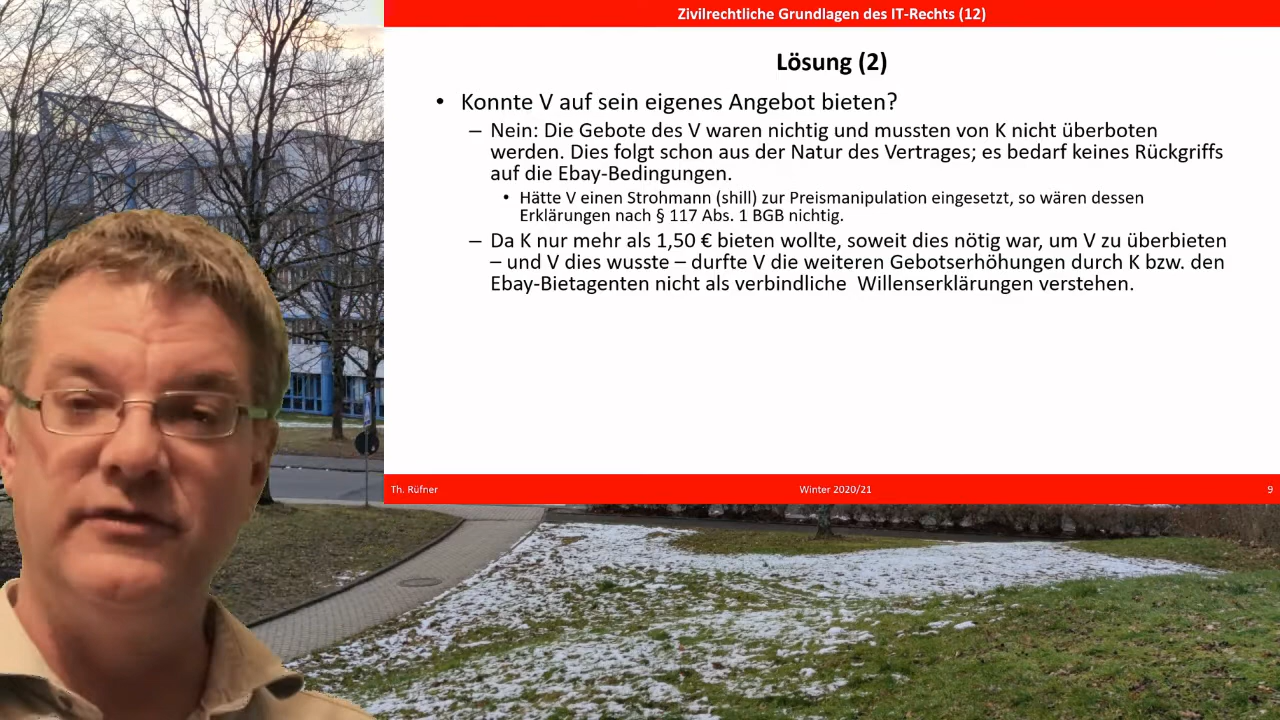 Zivilrechtliche Grundlagen des IT-Rechts (12)
Lösung (2)
• Konnte V auf sein eigenes Angebot bieten?
– Nein: Die Gebote des V waren nichtig und mussten von K nicht überboten
werden. Dies folgt schon aus der Natur des Vertrages; es bedarf keines Rückgriffs
auf die Ebay-Bedingungen.
• Hätte V einen Strohmann (shill) zur Preismanipulation eingesetzt, so wären dessen
Erklärungen nach § 117 Abs. 1 BGB nichtig.
– Da K nur mehr als 1,50 € bieten wollte, soweit dies nötig war, um V zu überbieten
– und V dies wusste – durfte V die weiteren Gebotserhöhungen durch K bzw. den
Ebay-Bietagenten nicht als verbindliche  Willenserklärungen verstehen.
Th. Rüfner
Winter 2020/21
9